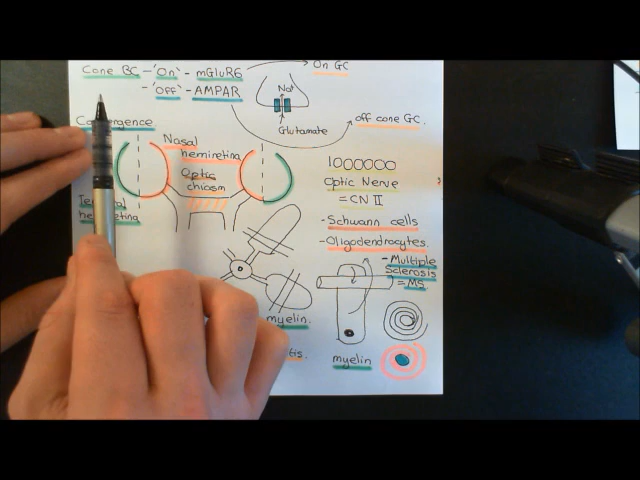 Cone BC - 'On' - mGluR6
On GC
- 'Off' - AMPAR
Na+
Glutamate
off cone GC.
Convergence
Nasal
hemiretina
Optic
chiasm
Temporal
hemiretina
1000000
Optic Nerve
= CN II
- Schwann cells
- Oligodendrocytes.
- Multiple
Sclerosis
= MS
myelin.
myelin